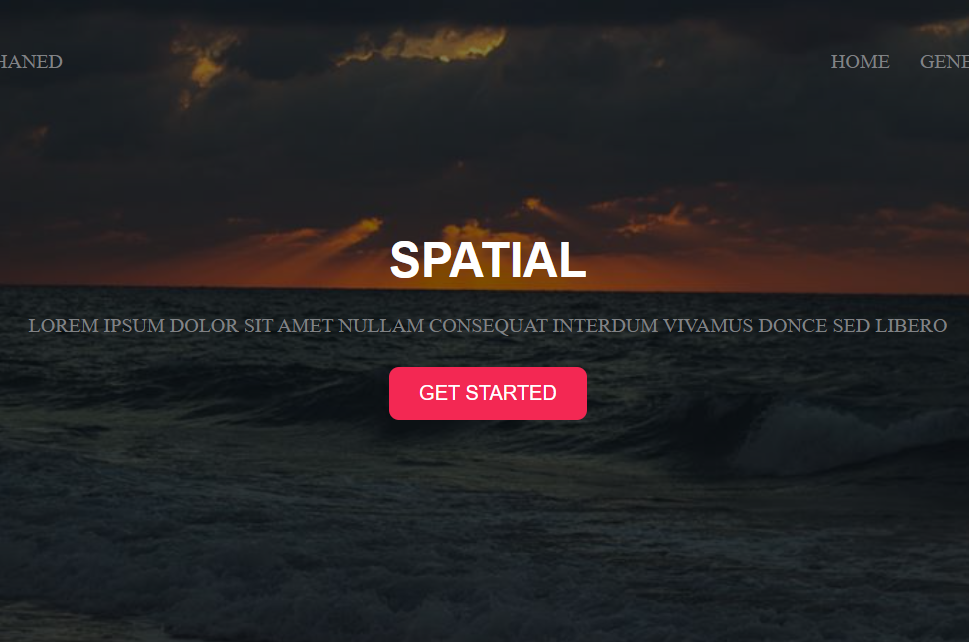 HANED HOME GENE
SPATIAL
LOREM IPSUM DOLOR SIT AMET NULLAM CONSEQUAT INTERDUM VIVAMUS DONCE SED LIBERO
GET STARTED